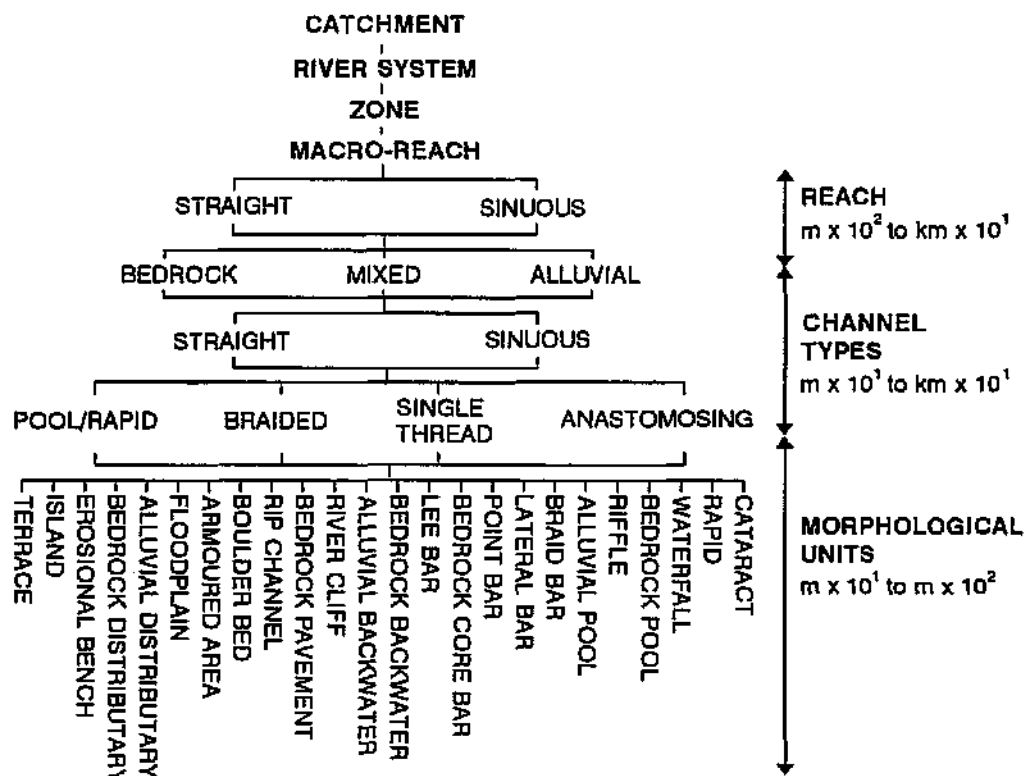 CATCHMENT
RIVER SYSTEM
ZONE
MACRO-REACH
STRAIGHT
SINUOUS
REACH
m x 10² to km x 10¹
BEDROCK
MIXED
ALLUVIAL
STRAIGHT
SINUOUS
CHANNEL
TYPES
m x 10¹ to km x 10¹
POOL/RAPID
BRAIDED
SINGLE
THREAD
ANASTOMOSING
TERRACE
ISLAND
EROSIONAL BENCH
BEDROCK DISTRIBUTARY
ALLUVIAL DISTRIBUTARY
FLOODPLAIN
ARMOURED AREA
BOULDER BED
RIP CHANNEL
BEDROCK PAVEMENT
RIVER CLIFF
ALLUVIAL BACKWATER
BEDROCK BACKWATER
LEE BAR
BEDROCK CORE BAR
POINT BAR
LATERAL BAR
BRAID BAR
ALLUVIAL POOL
RIFFLE
BEDROCK POOL
WATERFALL
RAPID
CATARACT
MORPHOLOGICAL
UNITS
m x 10¹ to m x 10²